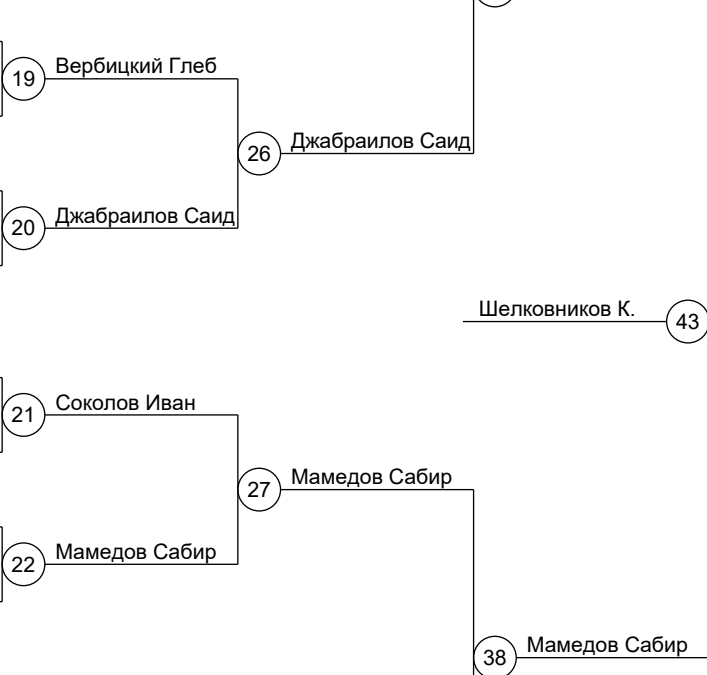 19
Вербицкий Глеб
26
Джабраилов Саид
20
Джабраилов Саид
Шелковников К.
43
21
Соколов Иван
27
Мамедов Сабир
22
Мамедов Сабир
38
Мамедов Сабир